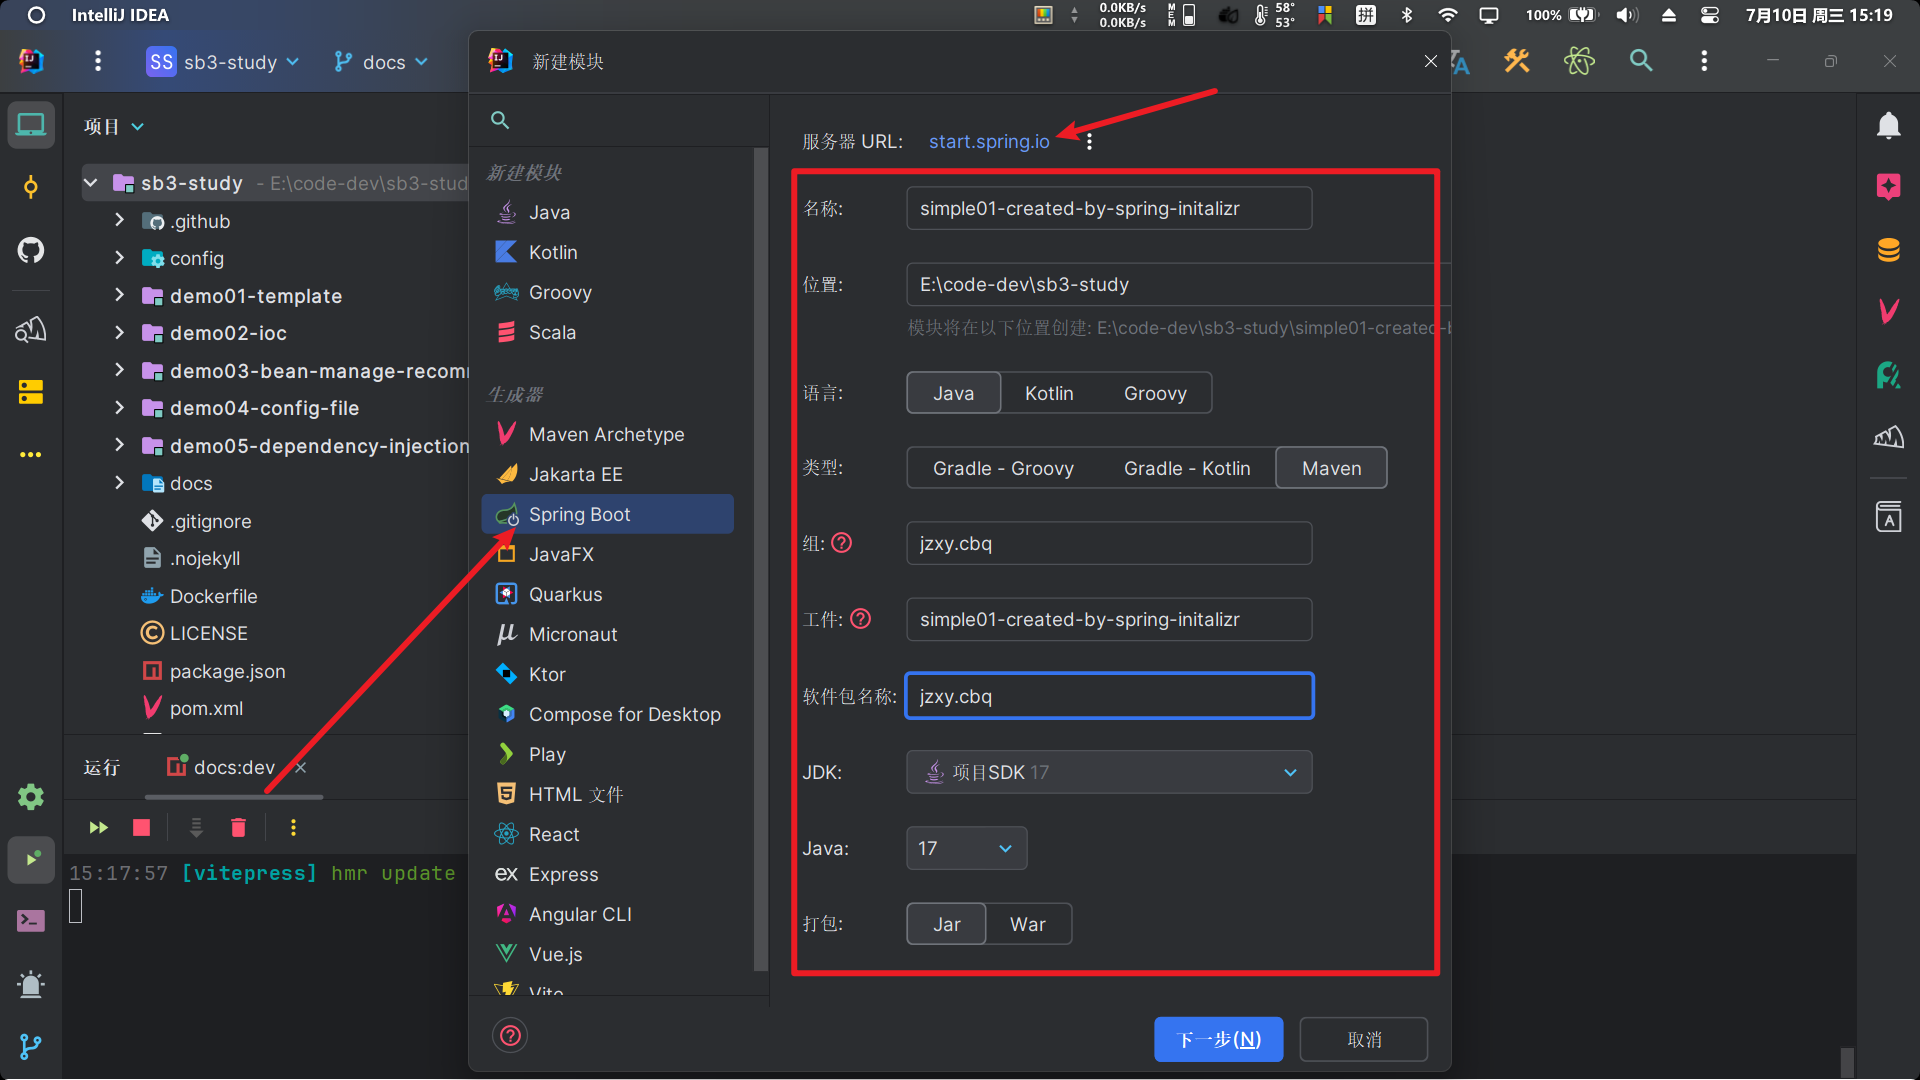 IntelliJ IDEA
0.0KB/s
0.0KB/s
MEM
58°
53°
拼
100%
7月10日 周三 15:19
SS sb3-study
docs
新建模块
项目
sb3-study - E:\code-dev\sb3-stud
.github
config
demo01-template
demo02-ioc
demo03-bean-manage-recom
demo04-config-file
demo05-dependency-injection
docs
.gitignore
.nojekyll
Dockerfile
LICENSE
package.json
pom.xml
新建模块
Java
Kotlin
Groovy
Scala
生成器
Maven Archetype
Jakarta EE
Spring Boot
JavaFX
Quarkus
Micronaut
Ktor
Compose for Desktop
Play
HTML 文件
React
ex Express
Angular CLI
Vue.js
Vite
服务器 URL: start.spring.io
名称: simple01-created-by-spring-initalizr
位置: E:\code-dev\sb3-study
模块将在以下位置创建: E:\code-dev\sb3-study\simple01-created-b
语言: Java Kotlin Groovy
类型: Gradle - Groovy Gradle - Kotlin Maven
组: jzxy.cbq
工件: simple01-created-by-spring-initalizr
软件包名称: jzxy.cbq
JDK: 项目SDK 17
Java: 17
打包: Jar War
下一步(N) 取消
运行 docs:dev
15:17:57 [vitepress] hmr update